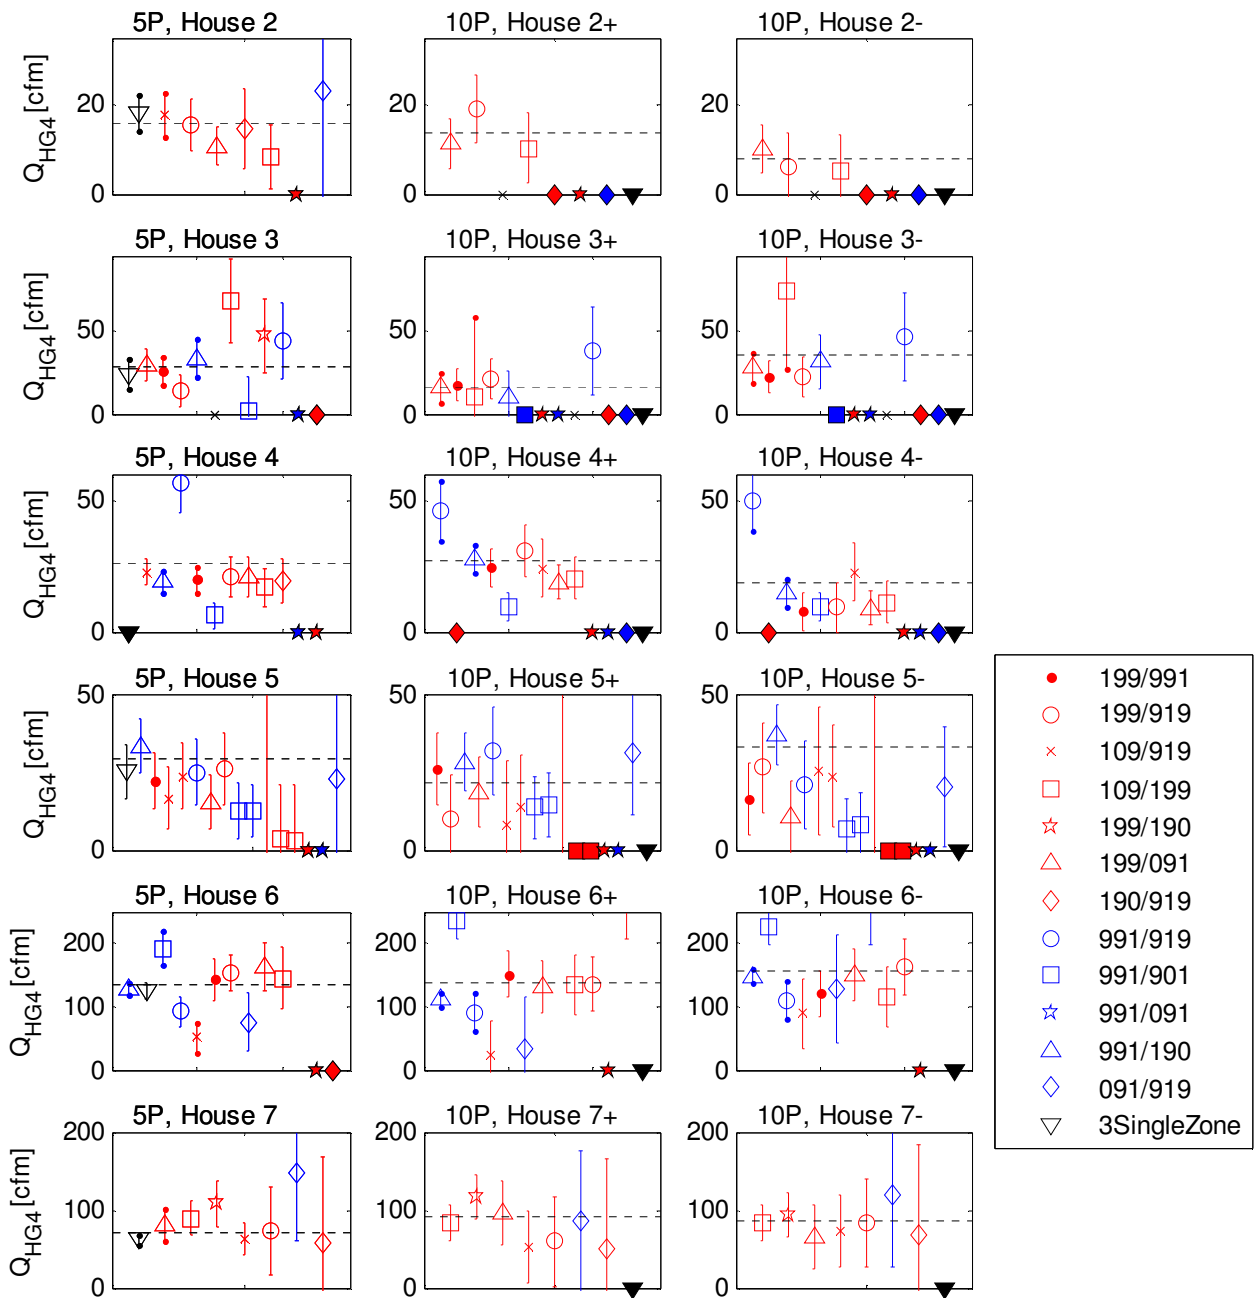 5P, House 2
10P, House 2+
10P, House 2-
Q_HG4 [cfm]
20
0
20
0
20
0
5P, House 3
10P, House 3+
10P, House 3-
Q_HG4 [cfm]
50
0
50
0
50
0
5P, House 4
10P, House 4+
10P, House 4-
Q_HG4 [cfm]
50
0
50
0
50
0
5P, House 5
10P, House 5+
10P, House 5-
Q_HG4 [cfm]
50
0
50
0
50
0
5P, House 6
10P, House 6+
10P, House 6-
Q_HG4 [cfm]
200
100
0
200
100
0
200
100
0
5P, House 7
10P, House 7+
10P, House 7-
Q_HG4 [cfm]
200
100
0
200
100
0
200
100
0
199/991
199/919
109/919
109/199
199/190
199/091
190/919
991/919
991/901
991/091
991/190
091/919
3SingleZone